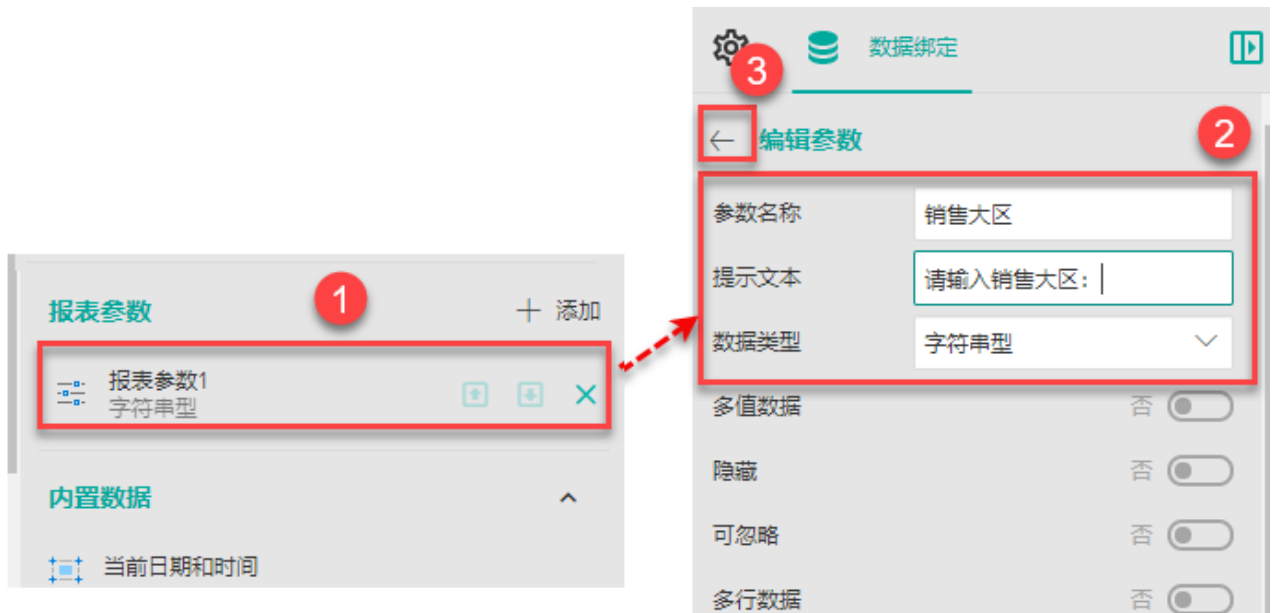 数据绑定
3
编辑参数
2
参数名称
销售大区
提示文本
请输入销售大区：
数据类型
字符串型
多值数据
否
隐藏
否
可忽略
否
多行数据
否
报表参数
1
添加
报表参数1
字符串型
内置数据
当前日期和时间